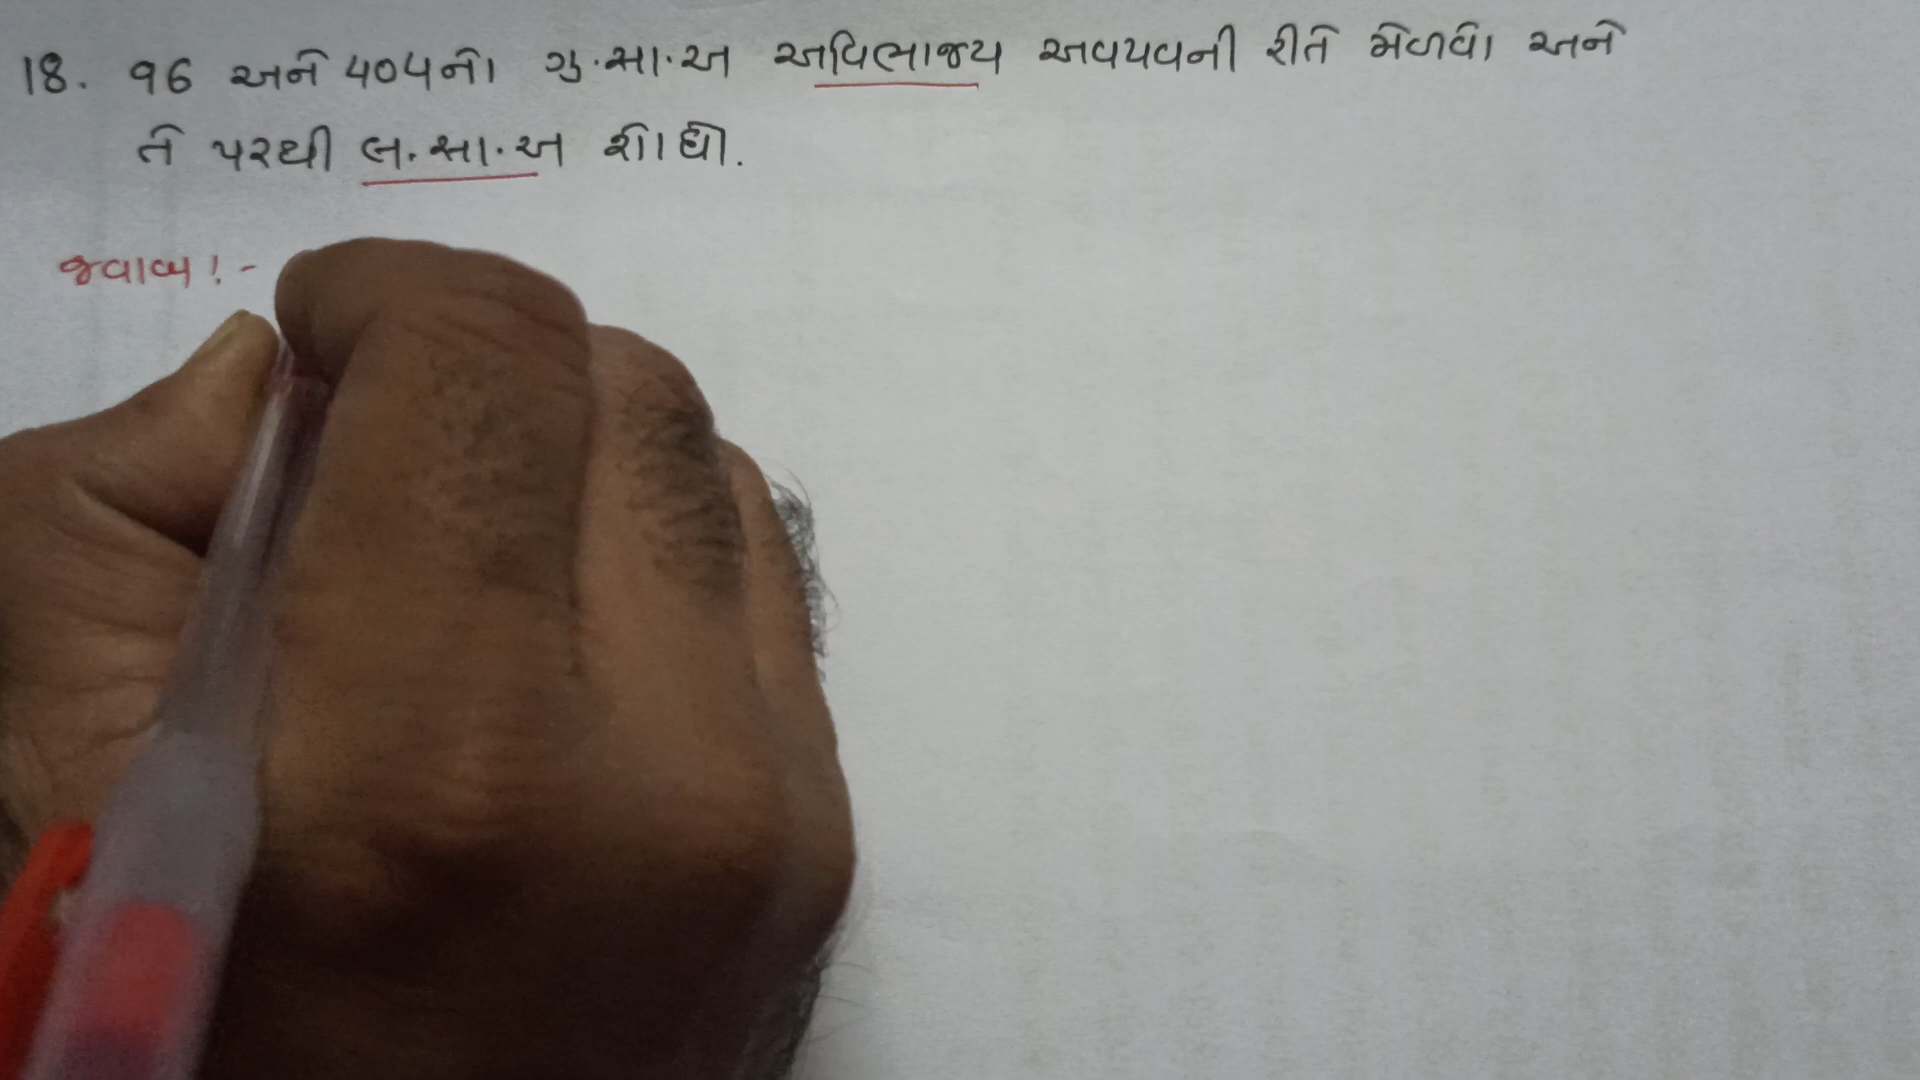 18. 96 અને 404નો ગુ.સા.અ અવિભાજ્ય અવયવની રીતે મેળવો અને
તે પરથી લ.સા.અ શોધો.
જવાબ :-